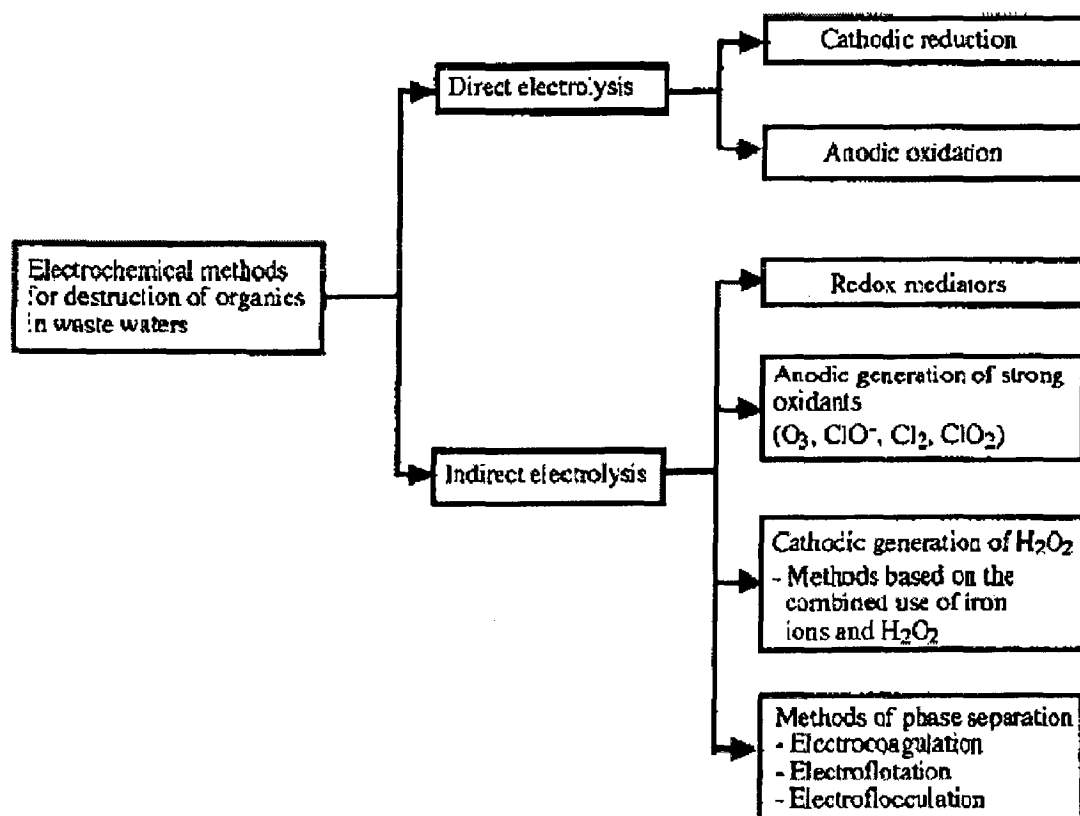 Cathodic reduction
Direct electrolysis
Anodic oxidation
Electrochemical methods
for destruction of organics
in waste waters
Redox mediators
Anodic generation of strong
oxidants
(O₃, ClO⁻, Cl₂, ClO₂)
Indirect electrolysis
Cathodic generation of H₂O₂
- Methods based on the
combined use of iron
ions and H₂O₂
Methods of phase separation
- Electrocoagulation
- Electroflotation
- Electroflocculation